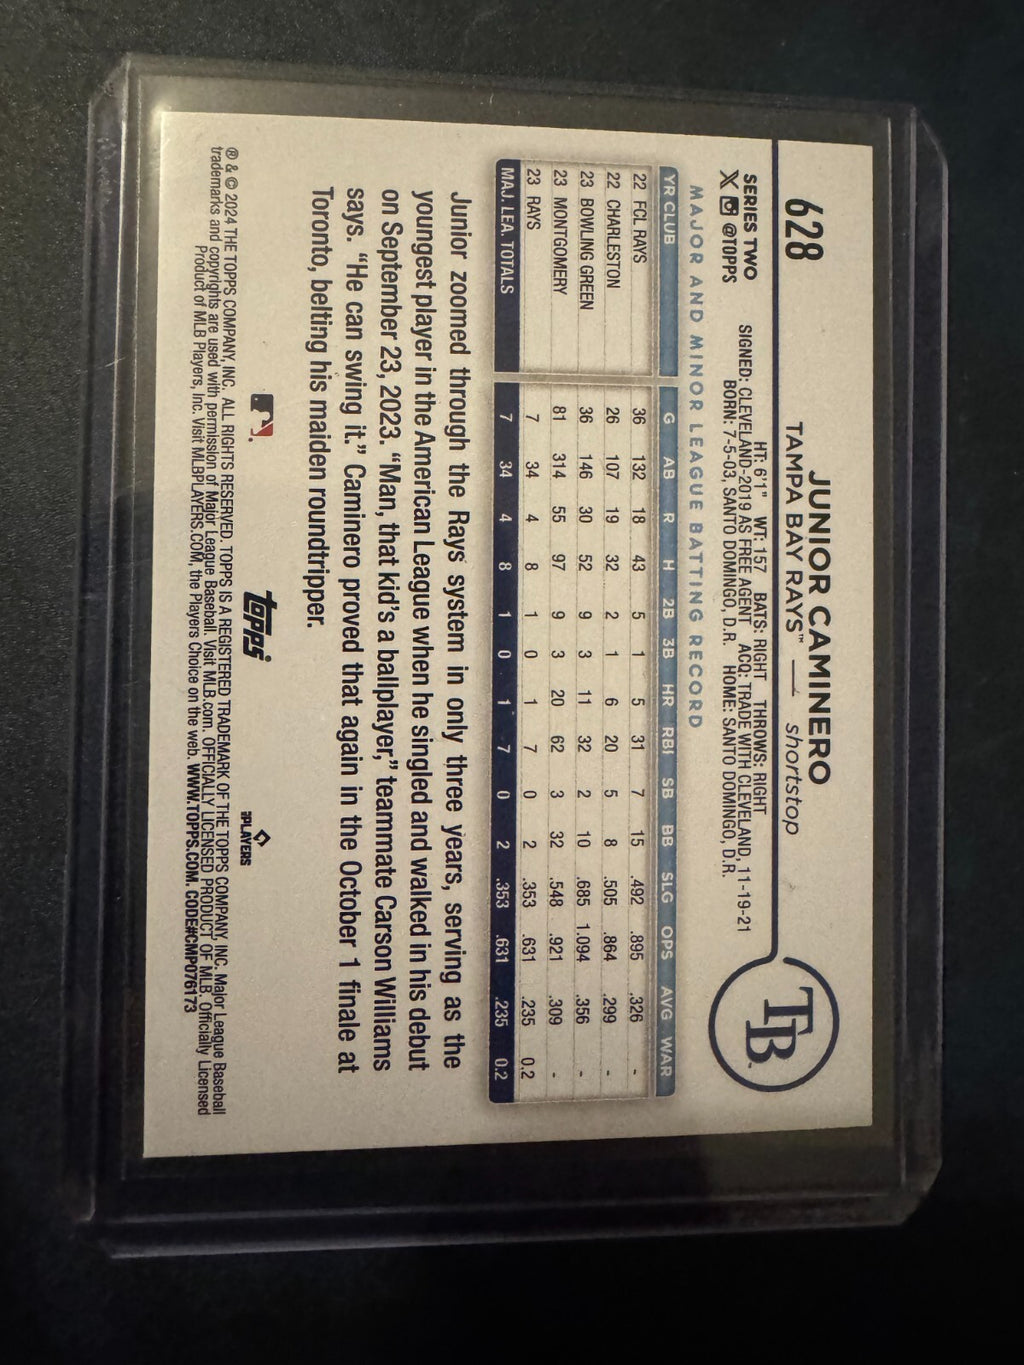 628
JUNIOR CAMINERO
TAMPA BAY RAYS™ — shortstop
TB
SERIES TWO
X @TOPPS
HT: 6'1" WT: 157 BATS: RIGHT THROWS: RIGHT
SIGNED: CLEVELAND-2019 AS FREE AGENT ACQ: TRADE WITH CLEVELAND, 11-19-21
BORN: 7-5-03, SANTO DOMINGO, D.R. HOME: SANTO DOMINGO, D.R.
MAJOR AND MINOR LEAGUE BATTING RECORD
YR CLUB G AB R H 2B 3B HR RBI SB BB SLG OPS AVG WAR
22 FCL RAYS 36 132 18 43 5 1 5 31 7 15 .492 .895 .326 -
22 CHARLESTON 26 107 19 32 2 1 6 20 5 8 .505 .864 .299 -
23 BOWLING GREEN 36 146 30 52 9 3 11 32 2 10 .685 1.094 .356 -
23 MONTGOMERY 81 314 55 97 9 3 20 62 3 32 .548 .921 .309 -
23 RAYS 7 34 4 8 1 0 1 7 0 2 .353 .631 .235 0.2
MAJ. LEA. TOTALS 7 34 4 8 1 0 1 7 0 2 .353 .631 .235 0.2
Junior zoomed through the Rays' system in only three years, serving as the
youngest player in the American League when he singled and walked in his debut
on September 23, 2023. "Man, that kid's a ballplayer," teammate Carson Williams
says. "He can swing it." Caminero proved that again in the October 1 finale at
Toronto, belting his maiden roundtripper.
topps
PLAYERS
® & © 2024 THE TOPPS COMPANY, INC. ALL RIGHTS RESERVED. TOPPS IS A REGISTERED TRADEMARK OF THE TOPPS COMPANY, INC. Major League Baseball
trademarks and copyrights are used with permission of Major League Baseball. Visit MLB.com. OFFICIALLY LICENSED PRODUCT OF MLB. Officially Licensed
Product of MLB Players, Inc. Visit MLBPLAYERS.COM, the Players Choice on the web. WWW.TOPPS.COM. CODE#CMP076173